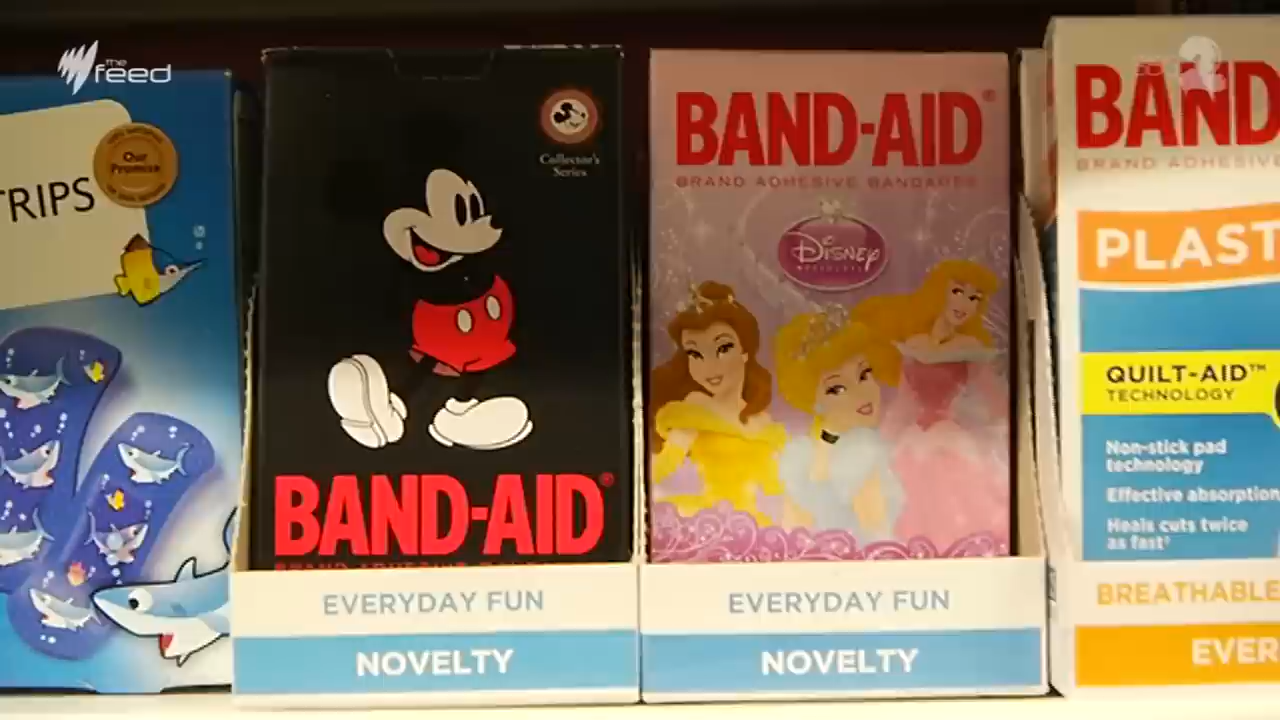 the
feed
TRIPS
Our
Promise
Collector's
Series
BAND-AID®
EVERYDAY FUN
NOVELTY
BAND-AID®
BRAND ADHESIVE BANDAGES
Disney
EVERYDAY FUN
NOVELTY
BAND
BRAND ADHESIVE
PLAST
QUILT-AID™
TECHNOLOGY
Non-stick pad
technology
Effective absorption
Heals cuts twice
as fast†
BREATHABLE
EVER